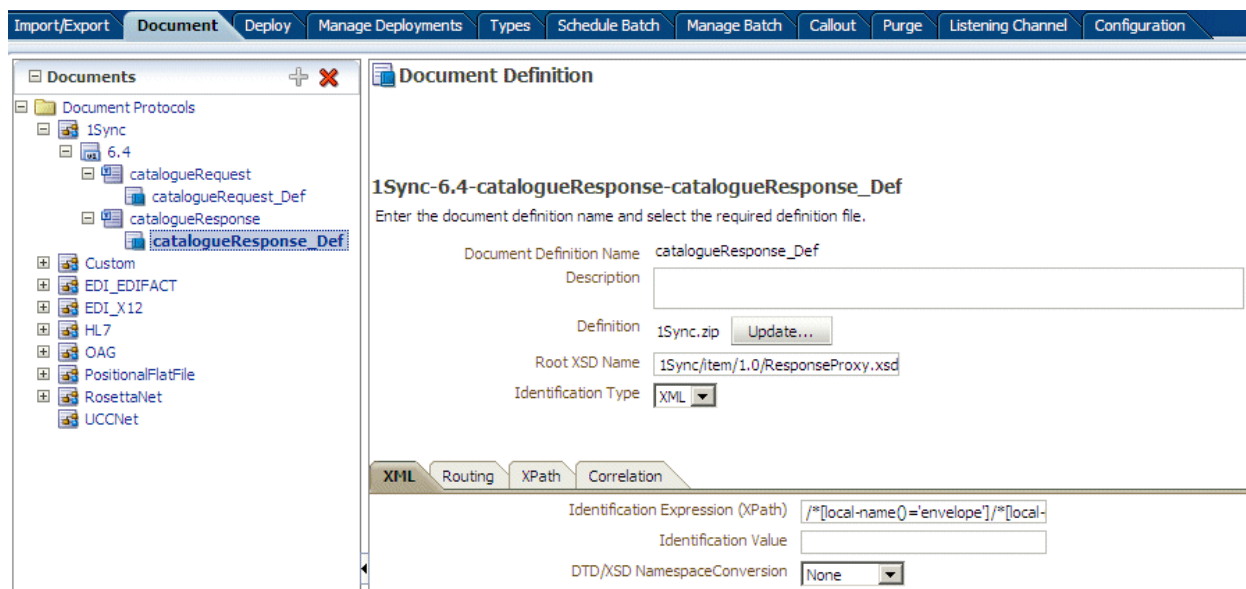 Import/Export Document Deploy Manage Deployments Types Schedule Batch Manage Batch Callout Purge Listening Channel Configuration
Documents
Document Protocols
1Sync
6.4
catalogueRequest
catalogueRequest_Def
catalogueResponse
catalogueResponse_Def
Custom
EDI_EDIFACT
EDI_X12
HL7
OAG
PositionalFlatFile
RosettaNet
UCCNet
Document Definition
1Sync-6.4-catalogueResponse-catalogueResponse_Def
Enter the document definition name and select the required definition file.
Document Definition Name catalogueResponse_Def
Description
Definition 1Sync.zip Update...
Root XSD Name 1Sync/item/1.0/ResponseProxy.xsd
Identification Type XML
XML Routing XPath Correlation
Identification Expression (XPath) /*[local-name()='envelope']/*[local-
Identification Value
DTD/XSD NamespaceConversion None